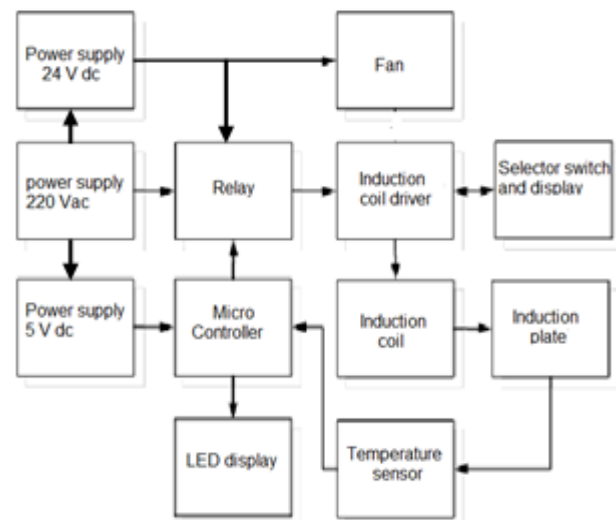 Power supply
24 V dc
Fan
power supply
220 Vac
Relay
Induction
coil driver
Selector switch
and display
Power supply
5 V dc
Micro
Controller
Induction
coil
Induction
plate
LED display
Temperature
sensor